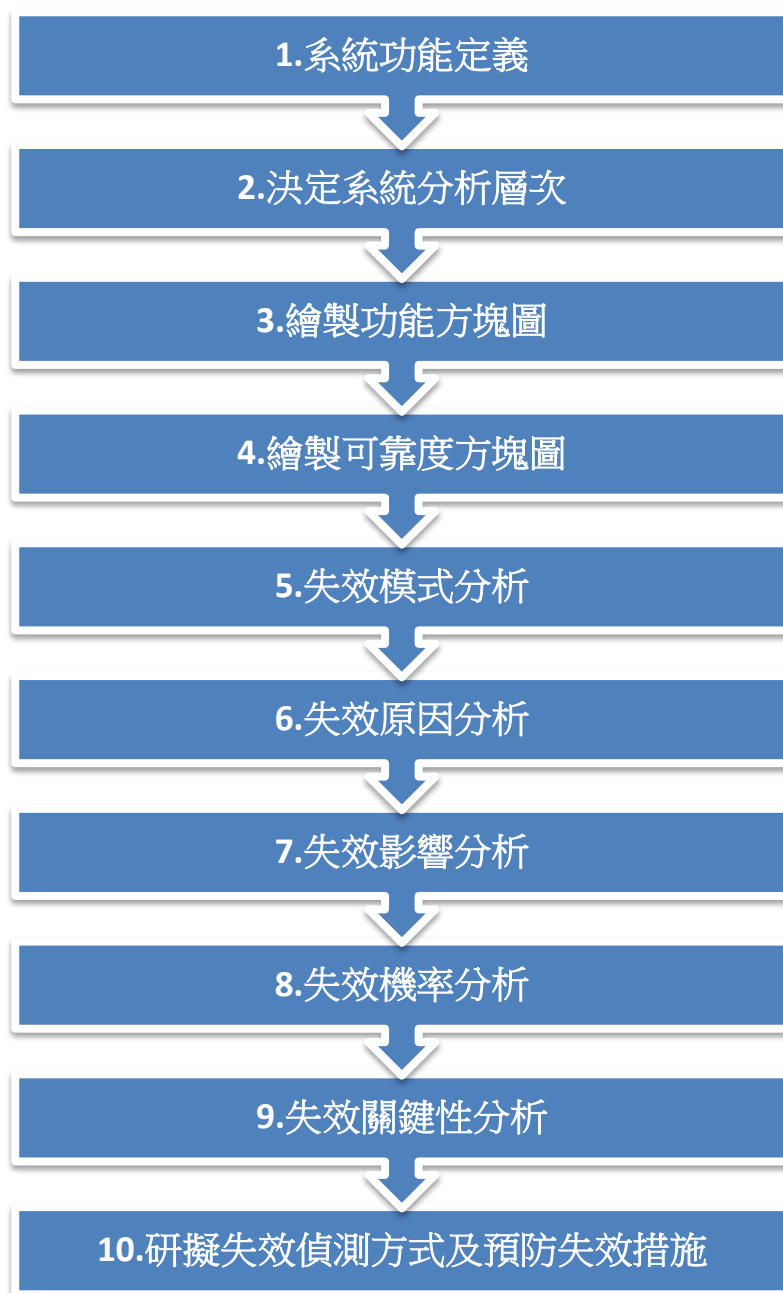 1.系統功能定義
2.決定系統分析層次
3.繪製功能方塊圖
4.繪製可靠度方塊圖
5.失效模式分析
6.失效原因分析
7.失效影響分析
8.失效機率分析
9.失效關鍵性分析
10.研擬失效偵測方式及預防失效措施